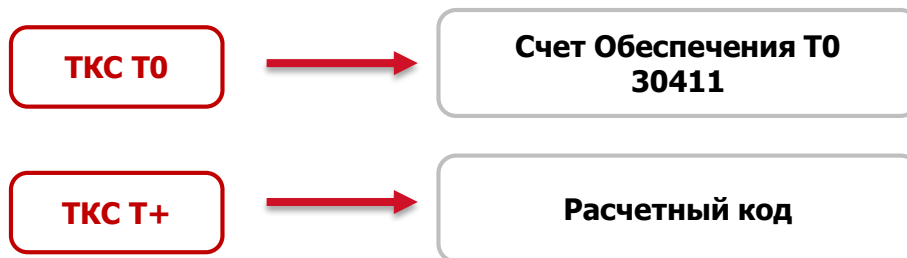 ТКС Т0
Счет Обеспечения Т0
30411
ТКС Т+
Расчетный код